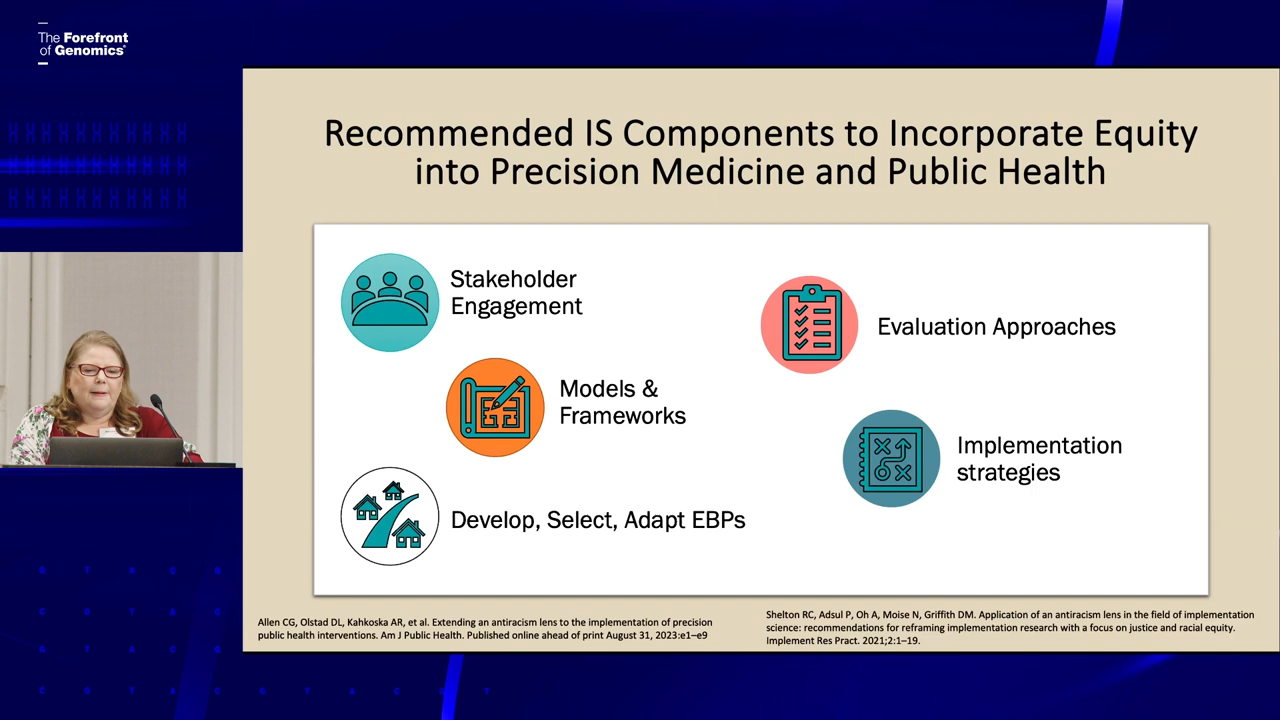 The Forefront
of Genomics®
Recommended IS Components to Incorporate Equity
into Precision Medicine and Public Health
Stakeholder
Engagement
Models &
Frameworks
Develop, Select, Adapt EBPs
Evaluation Approaches
Implementation
strategies
Allen CG, Olstad DL, Kahkoska AR, et al. Extending an antiracism lens to the implementation of precision
public health interventions. Am J Public Health. Published online ahead of print August 31, 2023:e1–e9
Shelton RC, Adsul P, Oh A, Moise N, Griffith DM. Application of an antiracism lens in the field of implementation
science: recommendations for reframing implementation research with a focus on justice and racial equity.
Implement Res Pract. 2021;2:1–19.